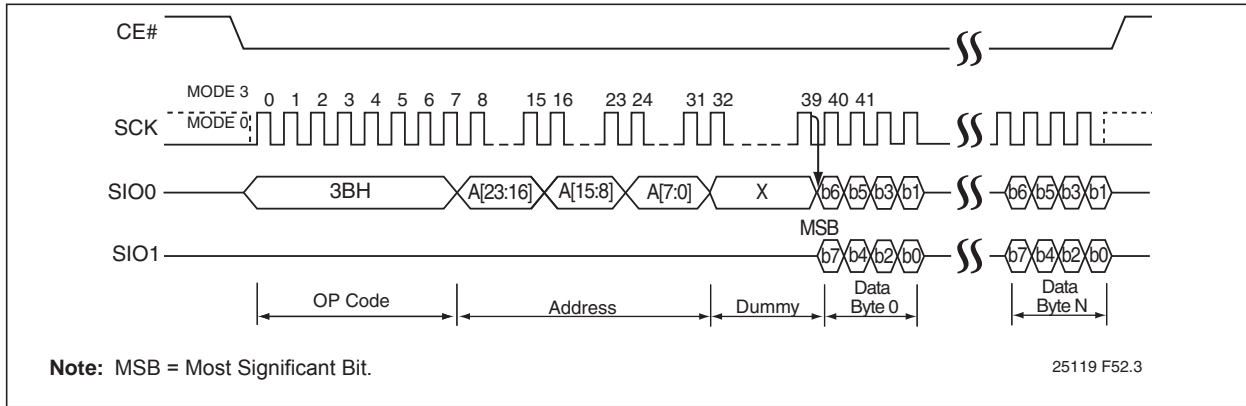 CE#
MODE 3
0 1 2 3 4 5 6 7 8 15 16 23 24 31 32 39 40 41
SCK MODE 0
SIO0 3BH A[23:16] A[15:8] A[7:0] X b6 b5 b3 b1 b6 b5 b3 b1
MSB
SIO1 b7 b4 b2 b0 b7 b4 b2 b0
OP Code Address Dummy Data Byte 0 Data Byte N
Note: MSB = Most Significant Bit.
25119 F52.3